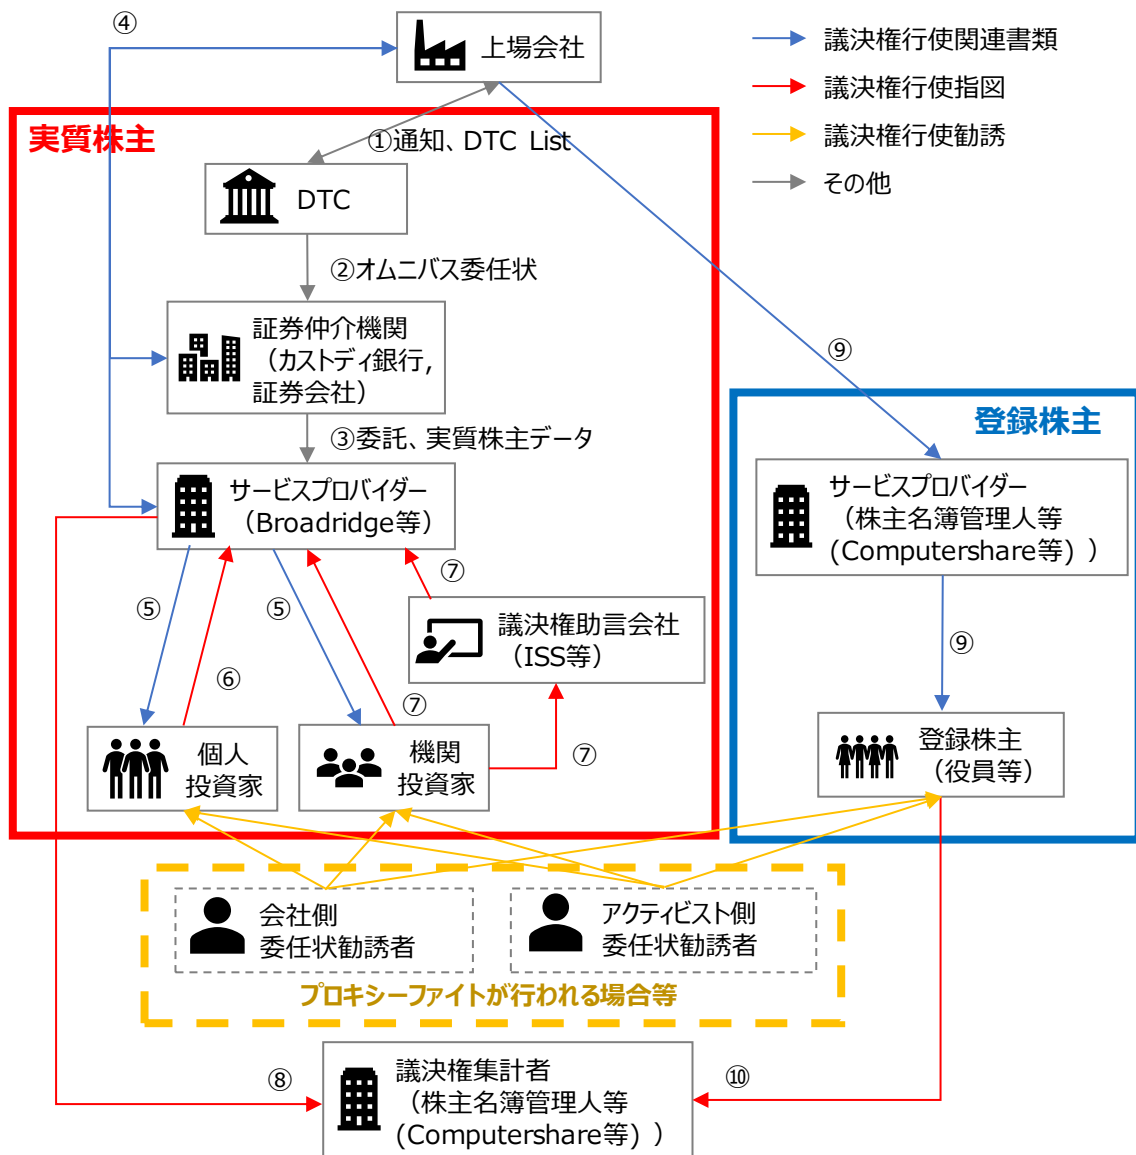 ④
上場会社
議決権行使関連書類
議決権行使指図
議決権行使勧誘
その他
実質株主
①通知、DTC List
DTC
②オムニバス委任状
証券仲介機関
（カストディ銀行,
証券会社）
⑨
③委託、実質株主データ
登録株主
サービスプロバイダー
（Broadridge等）
サービスプロバイダー
（株主名簿管理人等
(Computershare等) ）
⑦
⑤
⑤
議決権助言会社
（ISS等）
⑨
⑥
⑦
⑦
個人
投資家
機関
投資家
登録株主
（役員等）
会社側
委任状勧誘者
アクティビスト側
委任状勧誘者
プロキシーファイトが行われる場合等
⑧
議決権集計者
（株主名簿管理人等
(Computershare等) ）
⑩